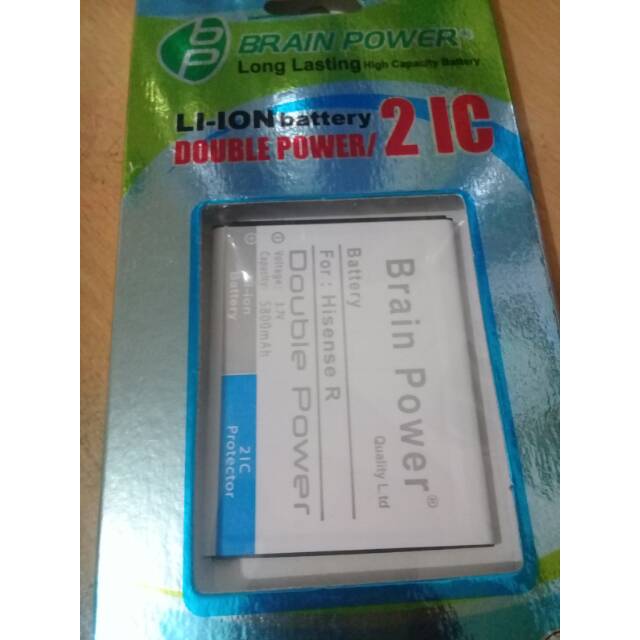 bp
BRAIN POWER®
Long Lasting High Capacity Battery
LI-ION battery
DOUBLE POWER/ 2 IC
Brain Power®
Quality L.td
Battery
For : Hisense R
Double Power
Voltage: 3.7V
Capacity: 5800mAh
Li-ion
Battery
2IC
Protector